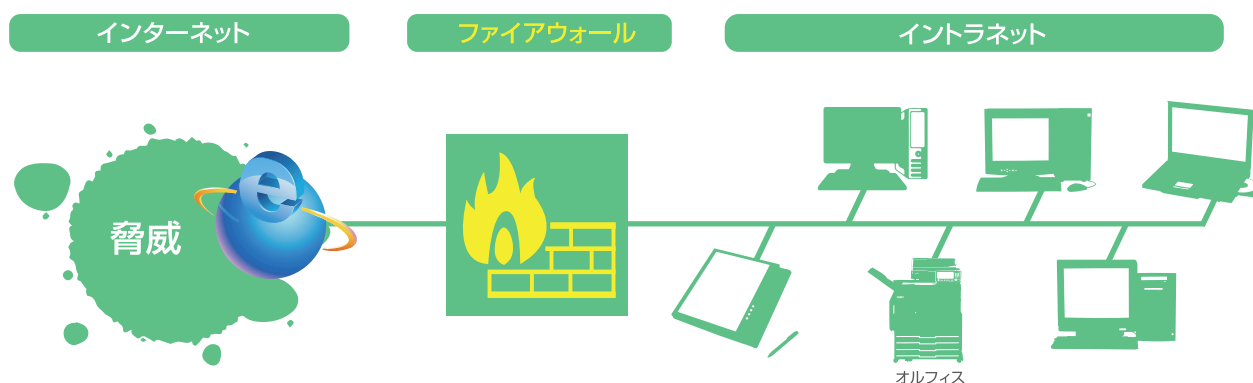 インターネット
ファイアウォール
イントラネット
脅威
e
オルフィス